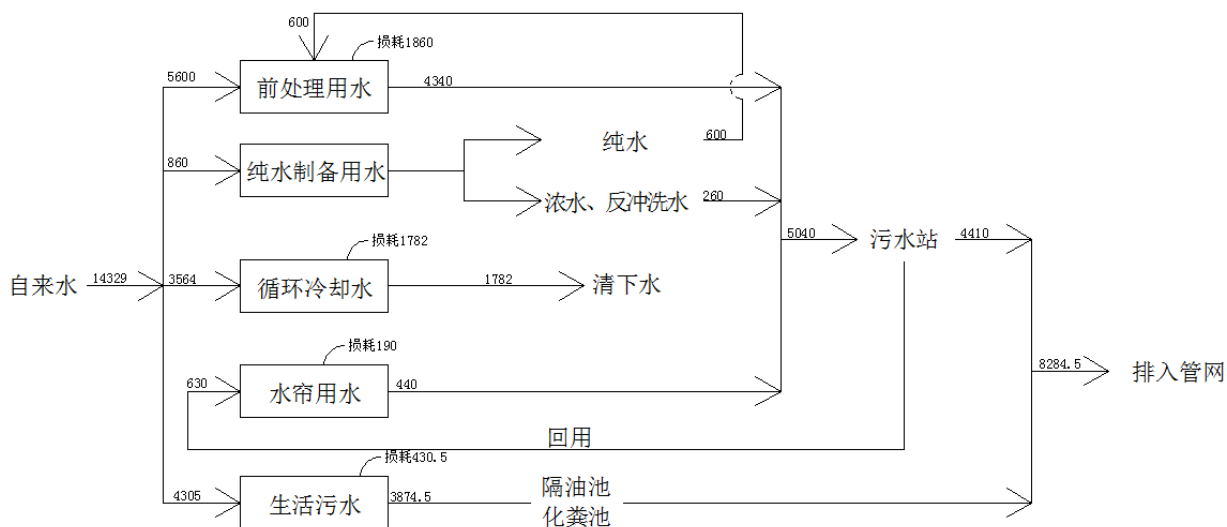 600
损耗1860
5600
前处理用水
4340
860
纯水制备用水
纯水
600
浓水、反冲洗水
260
5040
污水站
4410
损耗1782
自来水
14329
3564
循环冷却水
1782
清下水
损耗190
630
水帘用水
440
8284.5
排入管网
回用
损耗430.5
4305
生活污水
3874.5
隔油池
化粪池